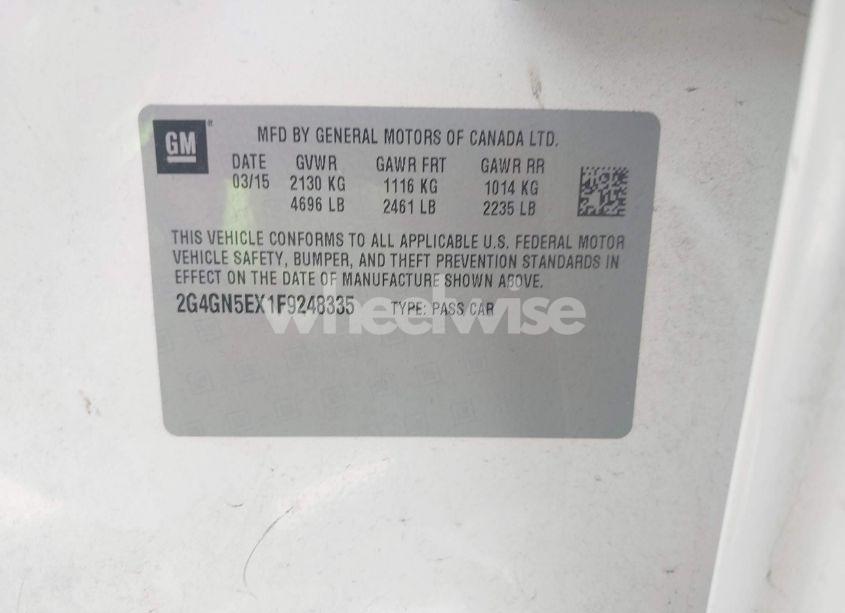 GM®
MFD BY GENERAL MOTORS OF CANADA LTD.
DATE GVWR GAWR FRT GAWR RR
03/15 2130 KG 1116 KG 1014 KG
4696 LB 2461 LB 2235 LB
THIS VEHICLE CONFORMS TO ALL APPLICABLE U.S. FEDERAL MOTOR
VEHICLE SAFETY, BUMPER, AND THEFT PREVENTION STANDARDS IN
EFFECT ON THE DATE OF MANUFACTURE SHOWN ABOVE.
2G4GN5EX1F9248335 TYPE: PASS CAR
wheelwise